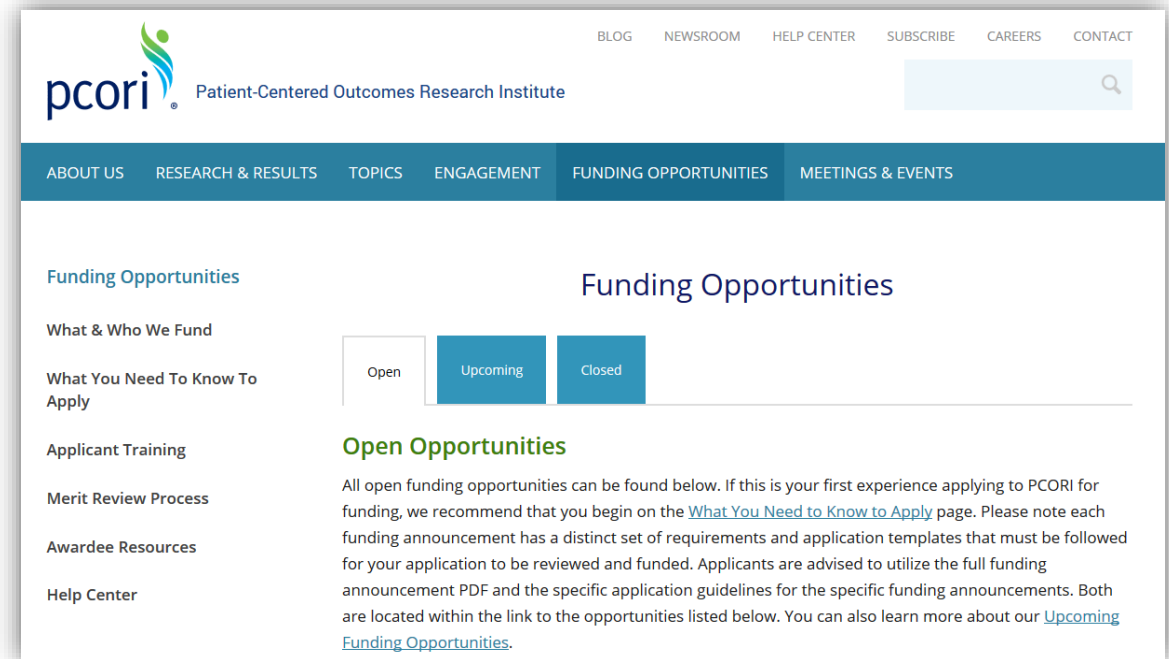 BLOG NEWSROOM HELP CENTER SUBSCRIBE CAREERS CONTACT
pcori® Patient-Centered Outcomes Research Institute
ABOUT US RESEARCH & RESULTS TOPICS ENGAGEMENT FUNDING OPPORTUNITIES MEETINGS & EVENTS
Funding Opportunities
What & Who We Fund
What You Need To Know To
Apply
Applicant Training
Merit Review Process
Awardee Resources
Help Center
Funding Opportunities
Open Upcoming Closed
Open Opportunities
All open funding opportunities can be found below. If this is your first experience applying to PCORI for
funding, we recommend that you begin on the What You Need to Know to Apply page. Please note each
funding announcement has a distinct set of requirements and application templates that must be followed
for your application to be reviewed and funded. Applicants are advised to utilize the full funding
announcement PDF and the specific application guidelines for the specific funding announcements. Both
are located within the link to the opportunities listed below. You can also learn more about our Upcoming
Funding Opportunities.